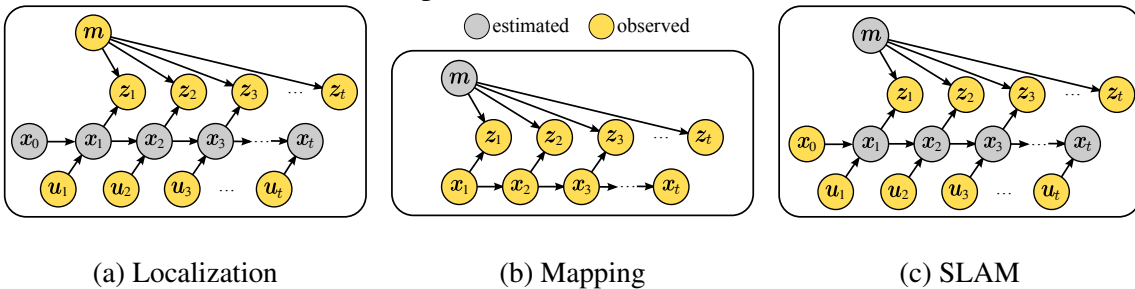 estimated observed
m
z1 z2 z3 ... zt
x0 x1 x2 x3 ... xt
u1 u2 u3 ... ut
(a) Localization
m
z1 z2 z3 ... zt
x1 x2 x3 ... xt
(b) Mapping
m
z1 z2 z3 ... zt
x0 x1 x2 x3 ... xt
u1 u2 u3 ... ut
(c) SLAM